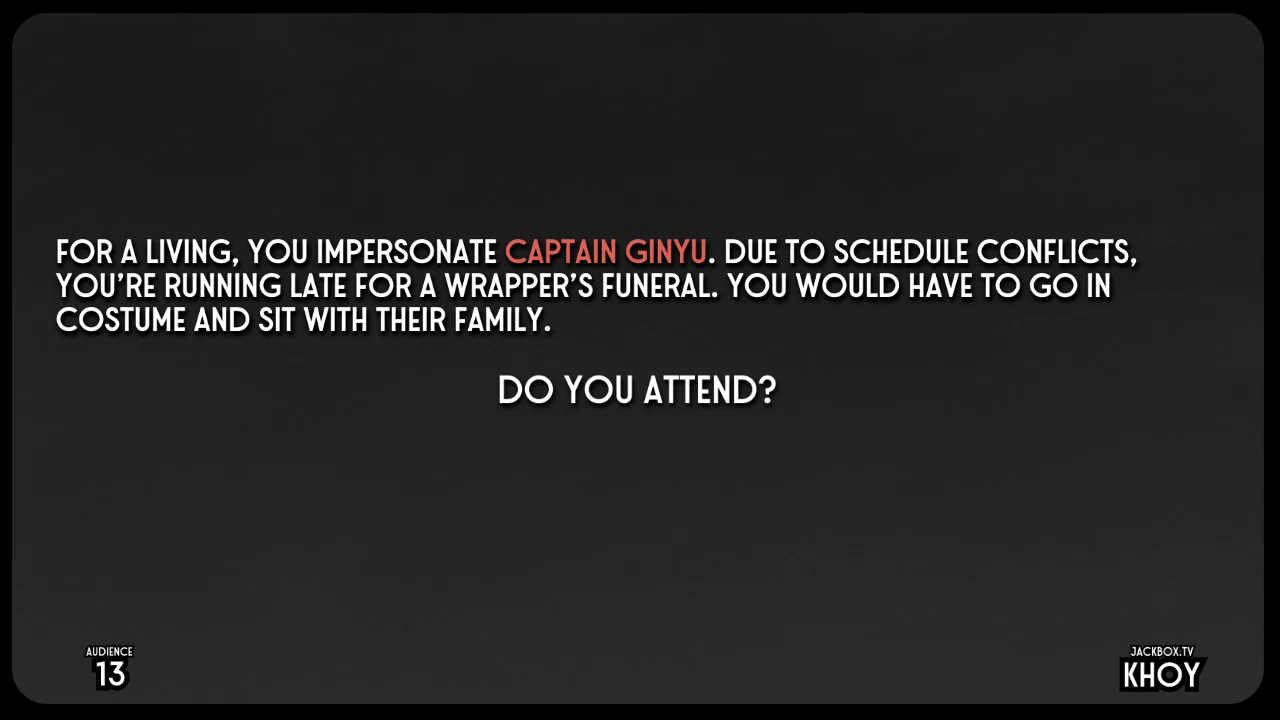 FOR A LIVING, YOU IMPERSONATE CAPTAIN GINYU. DUE TO SCHEDULE CONFLICTS,
YOU'RE RUNNING LATE FOR A WRAPPER'S FUNERAL. YOU WOULD HAVE TO GO IN
COSTUME AND SIT WITH THEIR FAMILY.
DO YOU ATTEND?
AUDIENCE
13
JACKBOX.TV
KHOY